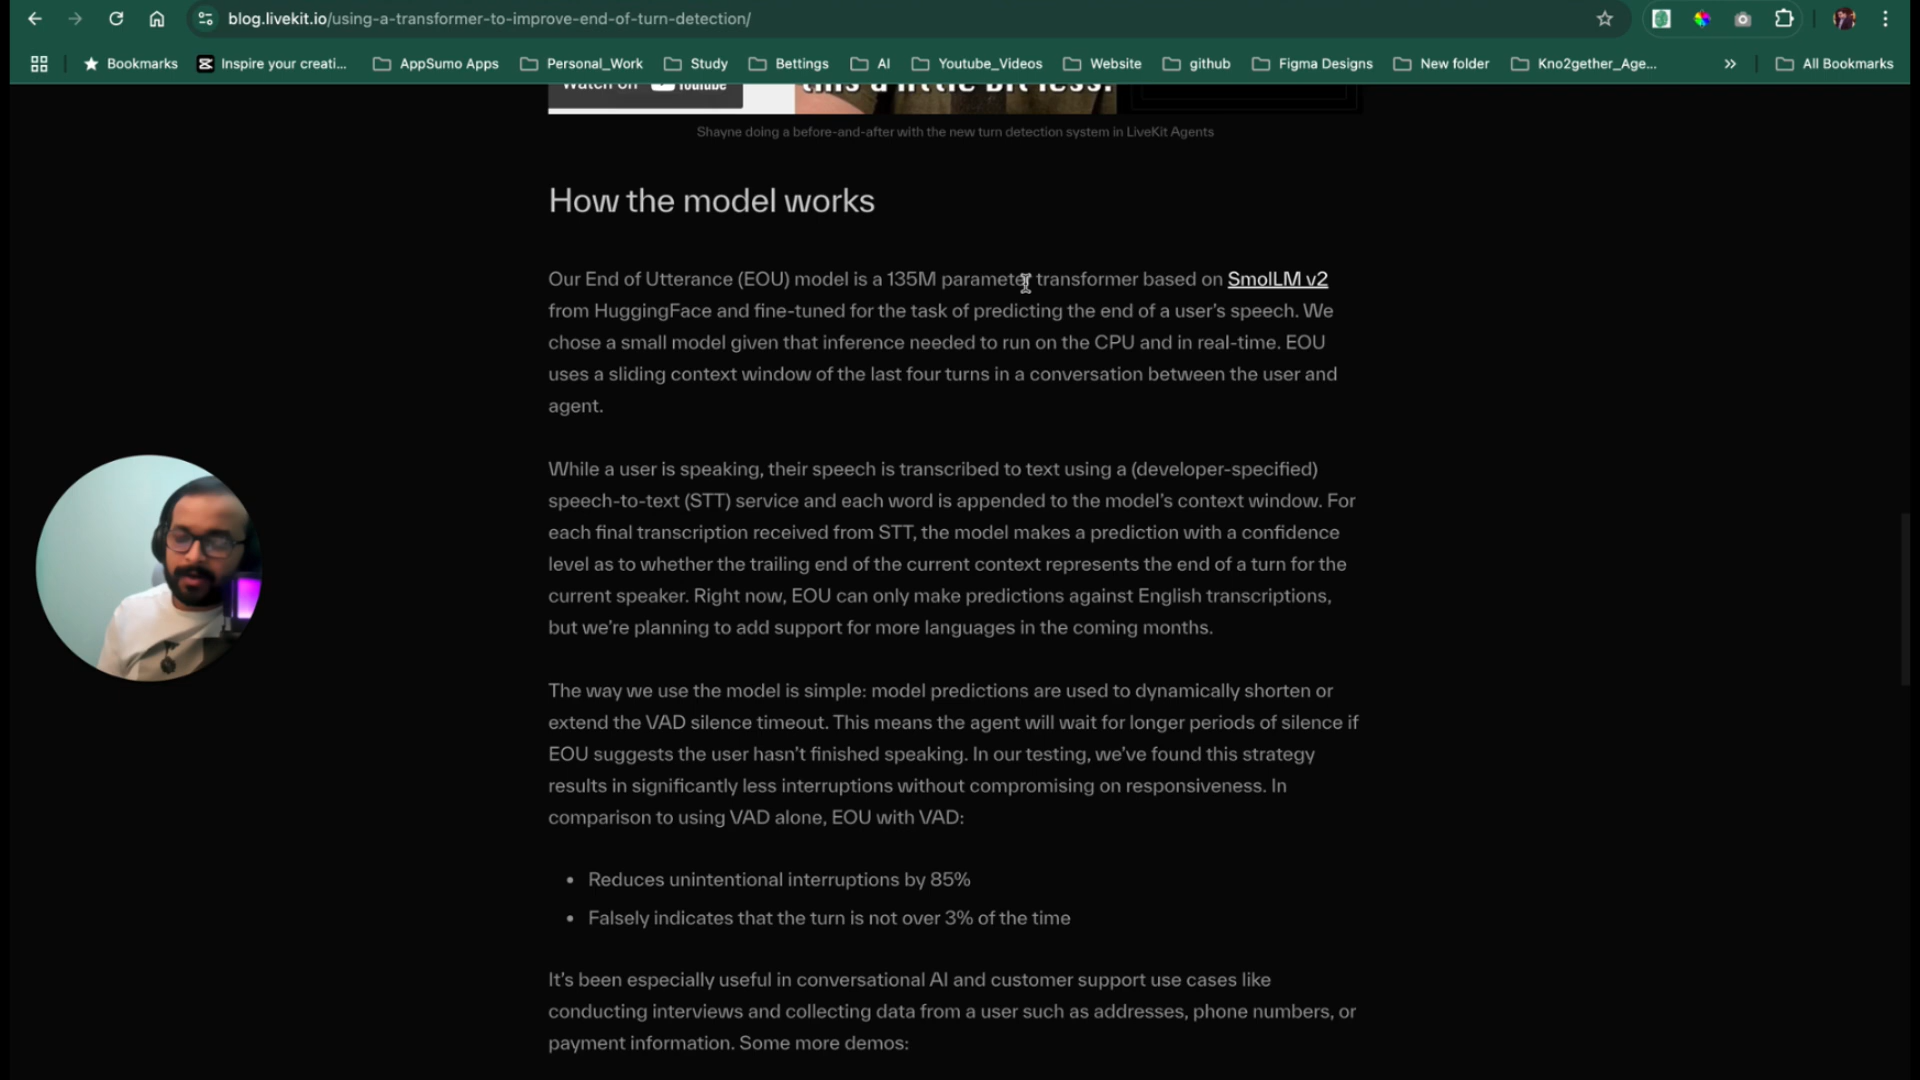 blog.livekit.io/using-a-transformer-to-improve-end-of-turn-detection/
Bookmarks Inspire your creati... AppSumo Apps Personal_Work Study Bettings AI Youtube_Videos Website github Figma Designs New folder Kno2gether_Age... » All Bookmarks
Watch on YouTube this a little bit less.
Shayne doing a before-and-after with the new turn detection system in LiveKit Agents
How the model works
Our End of Utterance (EOU) model is a 135M parameter transformer based on SmolLM v2
from HuggingFace and fine-tuned for the task of predicting the end of a user's speech. We
chose a small model given that inference needed to run on the CPU and in real-time. EOU
uses a sliding context window of the last four turns in a conversation between the user and
agent.
While a user is speaking, their speech is transcribed to text using a (developer-specified)
speech-to-text (STT) service and each word is appended to the model's context window. For
each final transcription received from STT, the model makes a prediction with a confidence
level as to whether the trailing end of the current context represents the end of a turn for the
current speaker. Right now, EOU can only make predictions against English transcriptions,
but we're planning to add support for more languages in the coming months.
The way we use the model is simple: model predictions are used to dynamically shorten or
extend the VAD silence timeout. This means the agent will wait for longer periods of silence if
EOU suggests the user hasn't finished speaking. In our testing, we've found this strategy
results in significantly less interruptions without compromising on responsiveness. In
comparison to using VAD alone, EOU with VAD:
• Reduces unintentional interruptions by 85%
• Falsely indicates that the turn is not over 3% of the time
It's been especially useful in conversational AI and customer support use cases like
conducting interviews and collecting data from a user such as addresses, phone numbers, or
payment information. Some more demos: